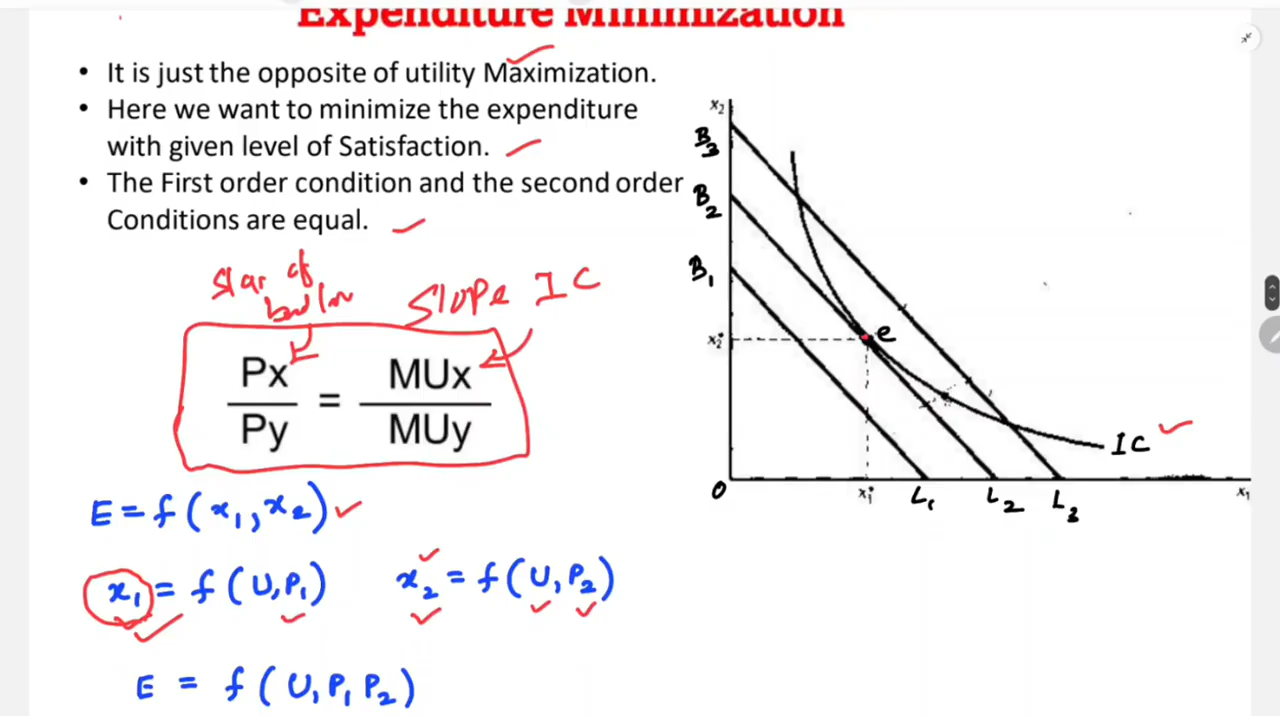 Expenditure Minimization
• It is just the opposite of utility Maximization.
• Here we want to minimize the expenditure
with given level of Satisfaction.
• The First order condition and the second order
Conditions are equal.
of
SlOPe IC
Px
Py
=
MUx
MUy
E = f (x₁, x₂)
x₁ = f (U, P₁)
x₂ = f (U, P₂)
E = f (U, P₁ P₂)
x₂
B₃
B₂
B₁
x₂*
e
IC
O
x₁*
L₁
L₂
L₃
x₁